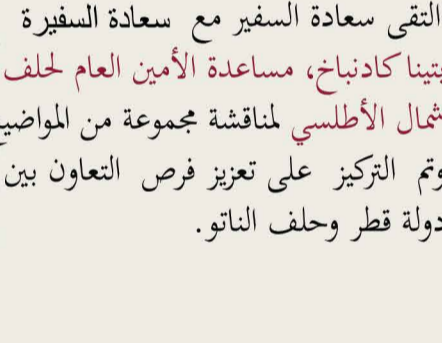 التقى سعادة السفير مع سعادة السفيرة
بتينا كادنباخ، مساعدة الأمين العام لحلف
شمال الأطلسي لمناقشة مجموعة من المواضيع
وتم التركيز على تعزيز فرص التعاون بين
دولة قطر وحلف الناتو.